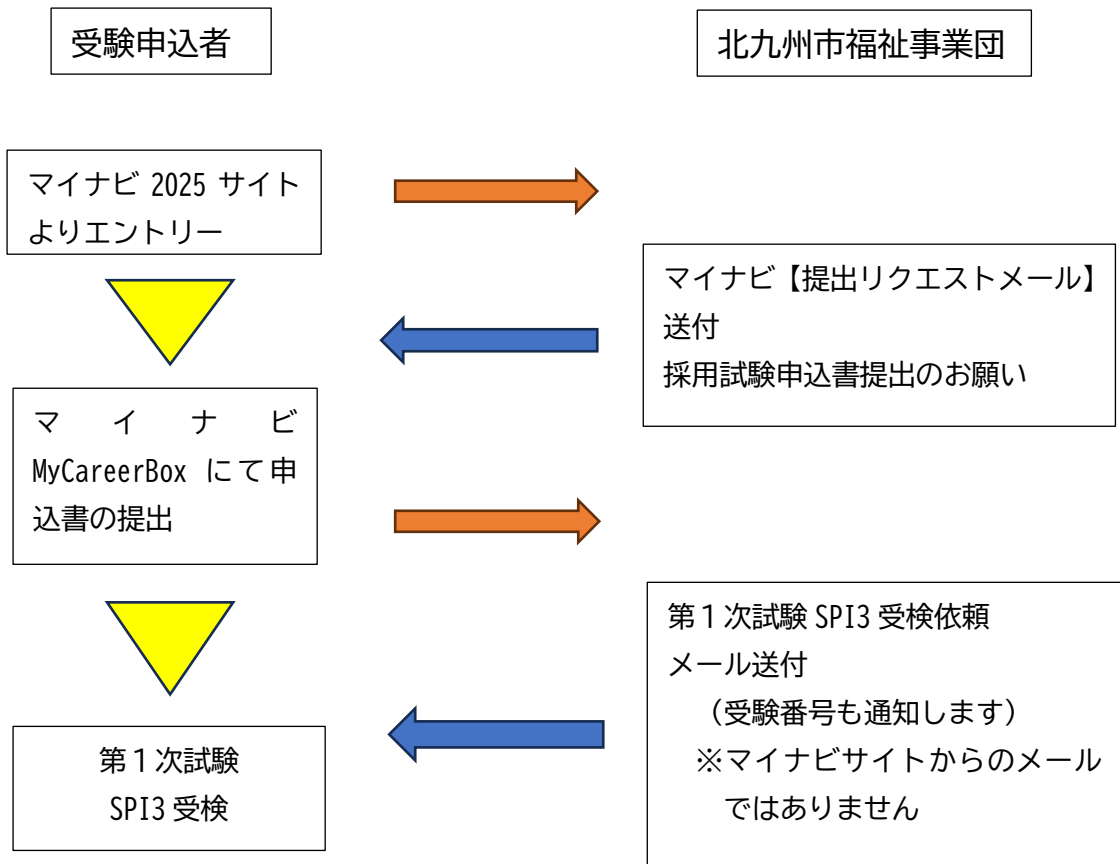 受験申込者
北九州市福祉事業団
マイナビ 2025 サイト
よりエントリー
マイナビ【提出リクエストメール】
送付
採用試験申込書提出のお願い
マイナビ
MyCareerBox にて申
込書の提出
第１次試験 SPI3 受検依頼
メール送付
（受験番号も通知します）
※マイナビサイトからのメール
ではありません
第１次試験
SPI3 受検